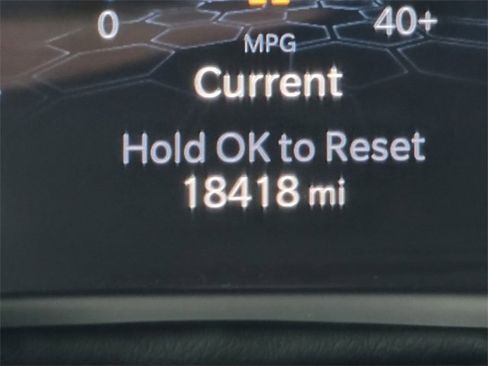 0 40+
MPG
Current
Hold OK to Reset
18418 mi